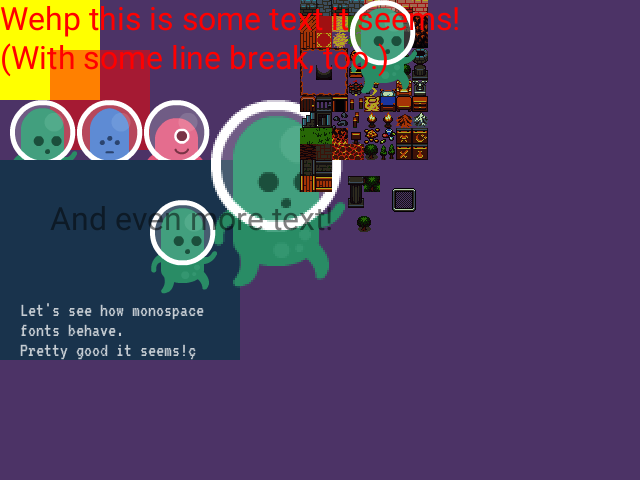 Wehp this is some text it seems!
(With some line break, too.)
And even more text!
Let's see how monospace
fonts behave.
Pretty good it seems!ç